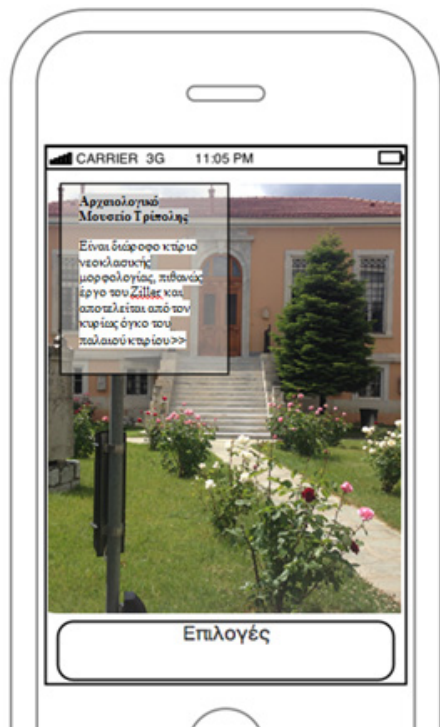 CARRIER 3G 11:05 PM
Αρχαιολογικό
Μουσείο Τρίπολης
Είναι διώροφο κτίριο
νεοκλασικής
μορφολογίας, πιθανώς
έργο του Ziller και
αποτελείται από τον
κυρίως όγκο του
παλαιού κτιρίου >>
Επιλογές